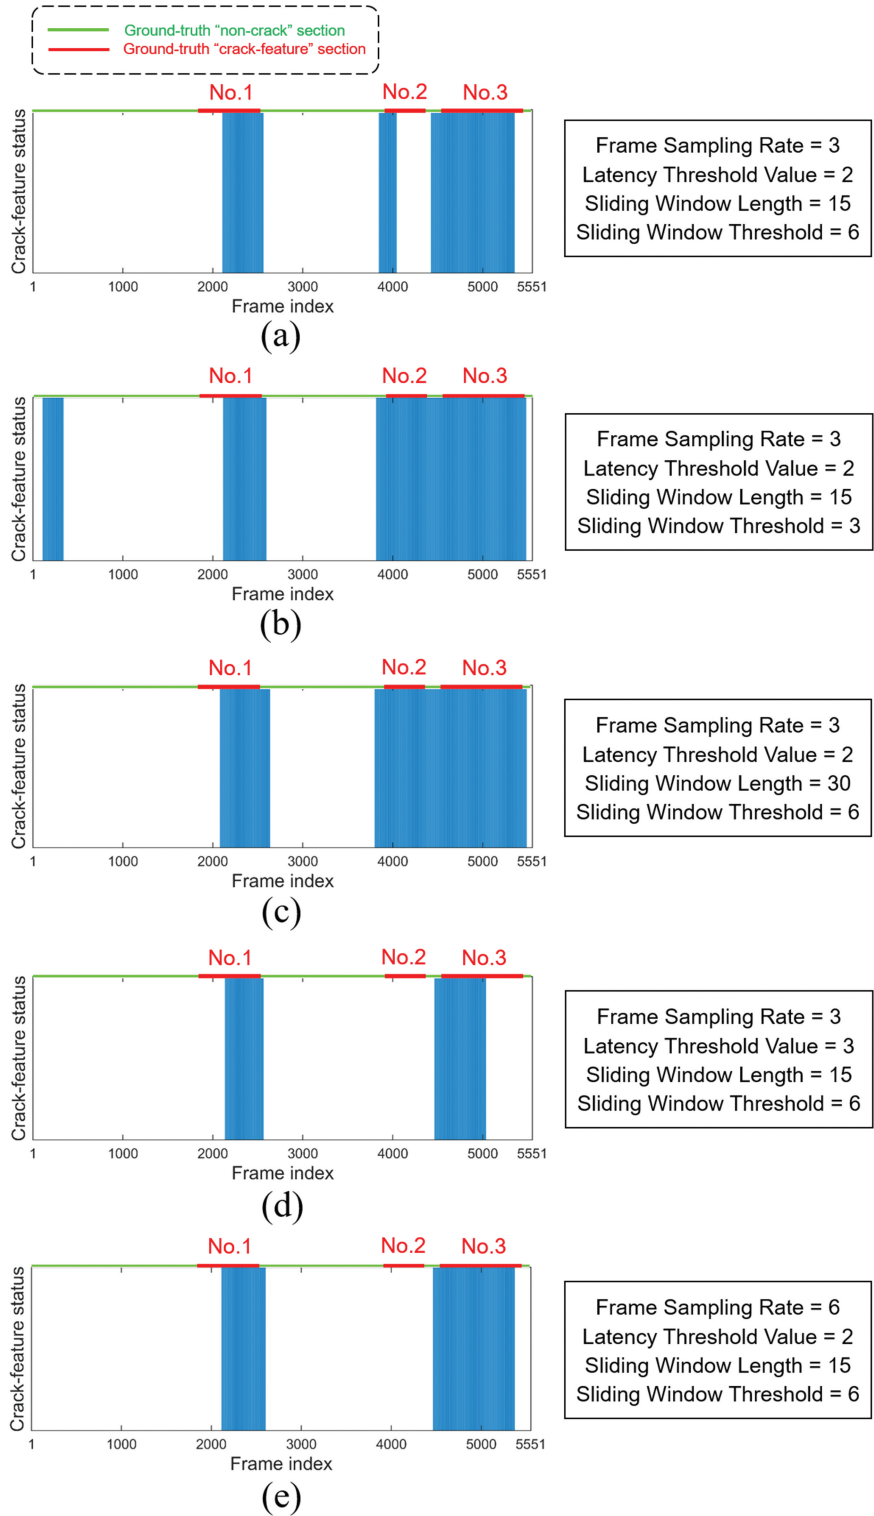 Ground-truth “non-crack” section
Ground-truth “crack-feature” section
No.1 No.2 No.3
Crack-feature status
1 1000 2000 3000 4000 5000 5551
Frame index
Frame Sampling Rate = 3
Latency Threshold Value = 2
Sliding Window Length = 15
Sliding Window Threshold = 6
(a)
No.1 No.2 No.3
Crack-feature status
1 1000 2000 3000 4000 5000 5551
Frame index
Frame Sampling Rate = 3
Latency Threshold Value = 2
Sliding Window Length = 15
Sliding Window Threshold = 3
(b)
No.1 No.2 No.3
Crack-feature status
1 1000 2000 3000 4000 5000 5551
Frame index
Frame Sampling Rate = 3
Latency Threshold Value = 2
Sliding Window Length = 30
Sliding Window Threshold = 6
(c)
No.1 No.2 No.3
Crack-feature status
1 1000 2000 3000 4000 5000 5551
Frame index
Frame Sampling Rate = 3
Latency Threshold Value = 3
Sliding Window Length = 15
Sliding Window Threshold = 6
(d)
No.1 No.2 No.3
Crack-feature status
1 1000 2000 3000 4000 5000 5551
Frame index
Frame Sampling Rate = 6
Latency Threshold Value = 2
Sliding Window Length = 15
Sliding Window Threshold = 6
(e)